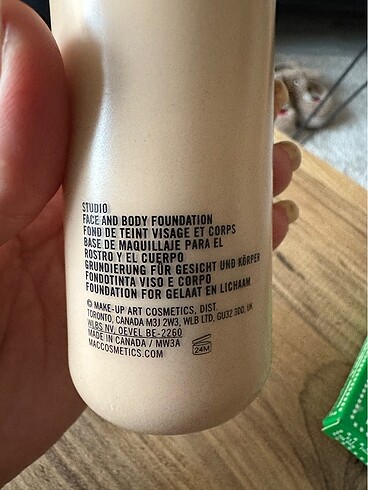 STUDIO
FACE AND BODY FOUNDATION
FOND DE TEINT VISAGE ET CORPS
BASE DE MAQUILLAJE PARA EL
ROSTRO Y EL CUERPO
GRUNDIERUNG FÜR GESICHT UND KÖRPER
FONDOTINTA VISO E CORPO
FOUNDATION FOR GELAAT EN LICHAAM
© MAKE-UP ART COSMETICS, DIST.
TORONTO, CANADA M3J 2W3, WLB LTD, GU32 3DD, UK
WLBS NV, OEVEL BE-2260
MADE IN CANADA / MW3A
MACCOSMETICS.COM
24M